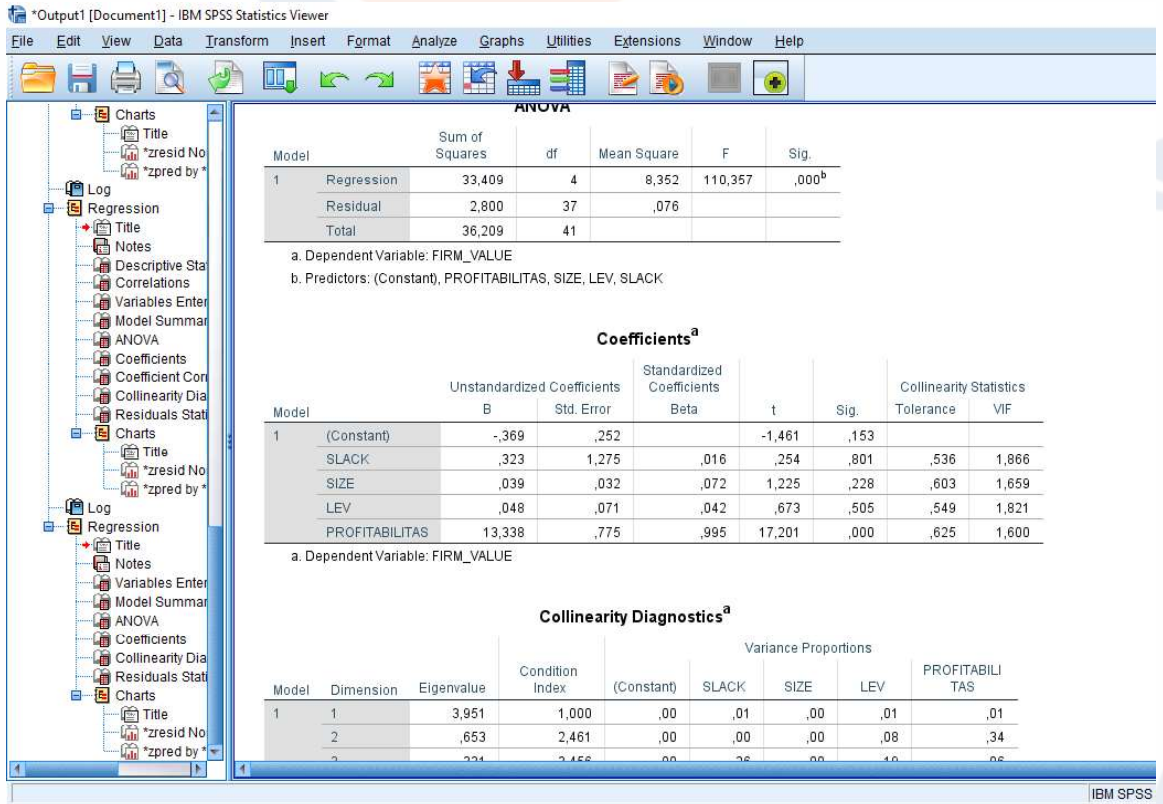 *Output1 [Document1] - IBM SPSS Statistics Viewer
File Edit View Data Transform Insert Format Analyze Graphs Utilities Extensions Window Help
Charts
Title
*zresid No
*zpred by *
Log
Regression
Title
Notes
Descriptive Sta
Correlations
Variables Enter
Model Summar
ANOVA
Coefficients
Coefficient Corr
Collinearity Dia
Residuals Stati
Charts
Title
*zresid No
*zpred by *
Log
Regression
Title
Notes
Variables Enter
Model Summar
ANOVA
Coefficients
Collinearity Dia
Residuals Stati
Charts
Title
*zresid No
*zpred by *
ANOVA
Model Sum of Squares df Mean Square F Sig.
1 Regression 33,409 4 8,352 110,357 ,000b
Residual 2,800 37 ,076
Total 36,209 41
a. Dependent Variable: FIRM_VALUE
b. Predictors: (Constant), PROFITABILITAS, SIZE, LEV, SLACK
Coefficientsa
Unstandardized Coefficients Standardized Coefficients Collinearity Statistics
Model B Std. Error Beta t Sig. Tolerance VIF
1 (Constant) -,369 ,252 -1,461 ,153
SLACK ,323 1,275 ,016 ,254 ,801 ,536 1,866
SIZE ,039 ,032 ,072 1,225 ,228 ,603 1,659
LEV ,048 ,071 ,042 ,673 ,505 ,549 1,821
PROFITABILITAS 13,338 ,775 ,995 17,201 ,000 ,625 1,600
a. Dependent Variable: FIRM_VALUE
Collinearity Diagnosticsa
Variance Proportions
Model Dimension Eigenvalue Condition Index (Constant) SLACK SIZE LEV PROFITABILI TAS
1 1 3,951 1,000 ,00 ,01 ,00 ,01 ,01
2 ,653 2,461 ,00 ,00 ,00 ,08 ,34
IBM SPSS